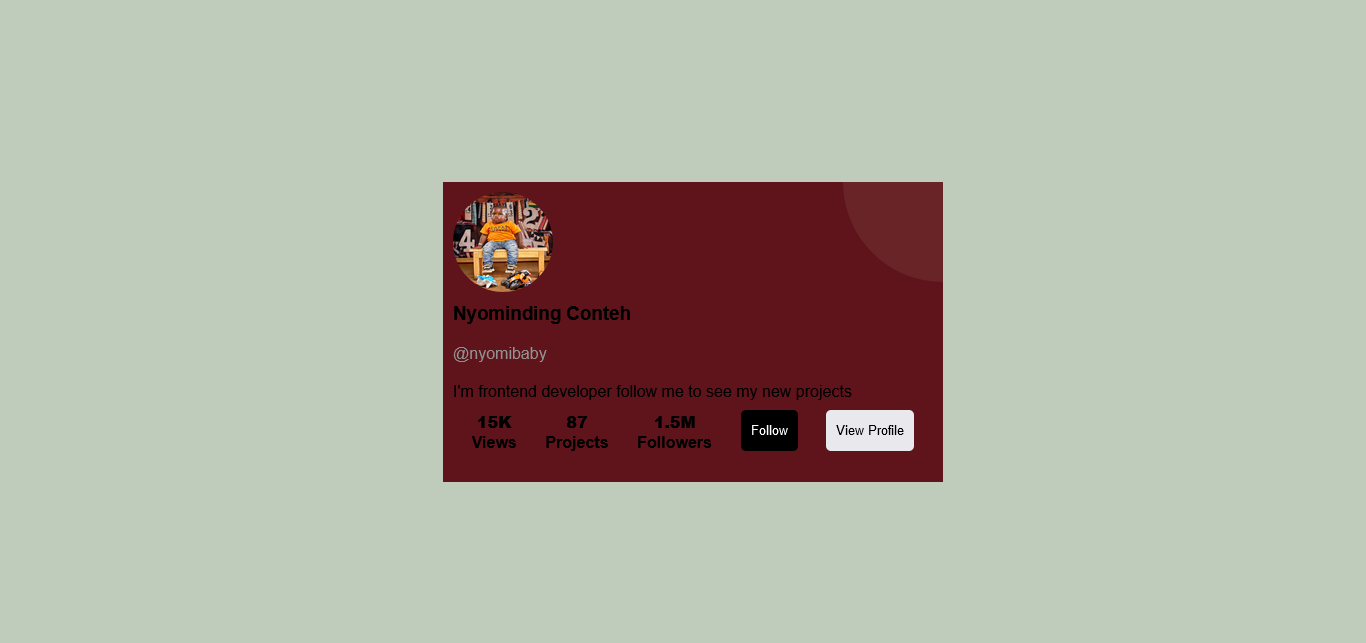 Nyominding Conteh
@nyomibaby
I'm frontend developer follow me to see my new projects
15K 87 1.5M
Views Projects Followers Follow View Profile